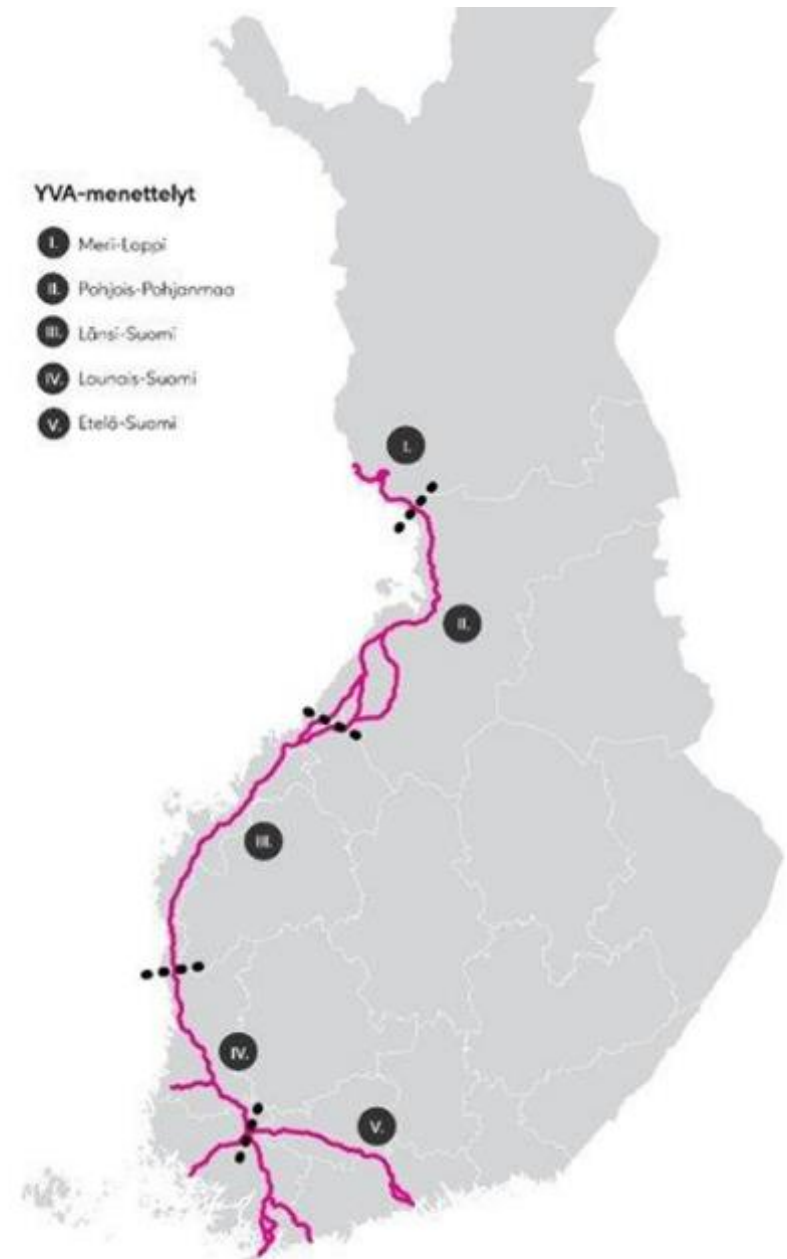 YVA-menettelyt
I. Meri-Lappi
II. Pohjois-Pohjanmaa
III. Länsi-Suomi
IV. Lounais-Suomi
V. Etelä-Suomi
I.
II.
III.
IV.
V.